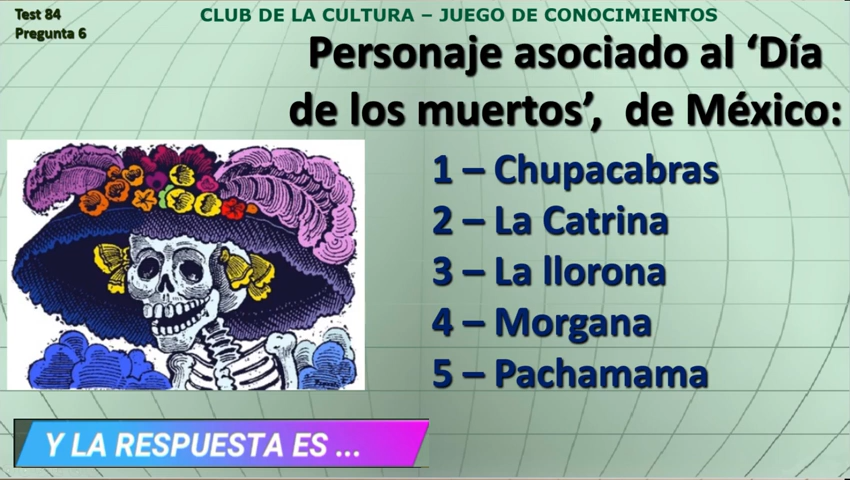 Test 84
Pregunta 6
CLUB DE LA CULTURA – JUEGO DE CONOCIMIENTOS
Personaje asociado al ‘Día
de los muertos’, de México:
1 – Chupacabras
2 – La Catrina
3 – La llorona
4 – Morgana
5 – Pachamama
Y LA RESPUESTA ES ...